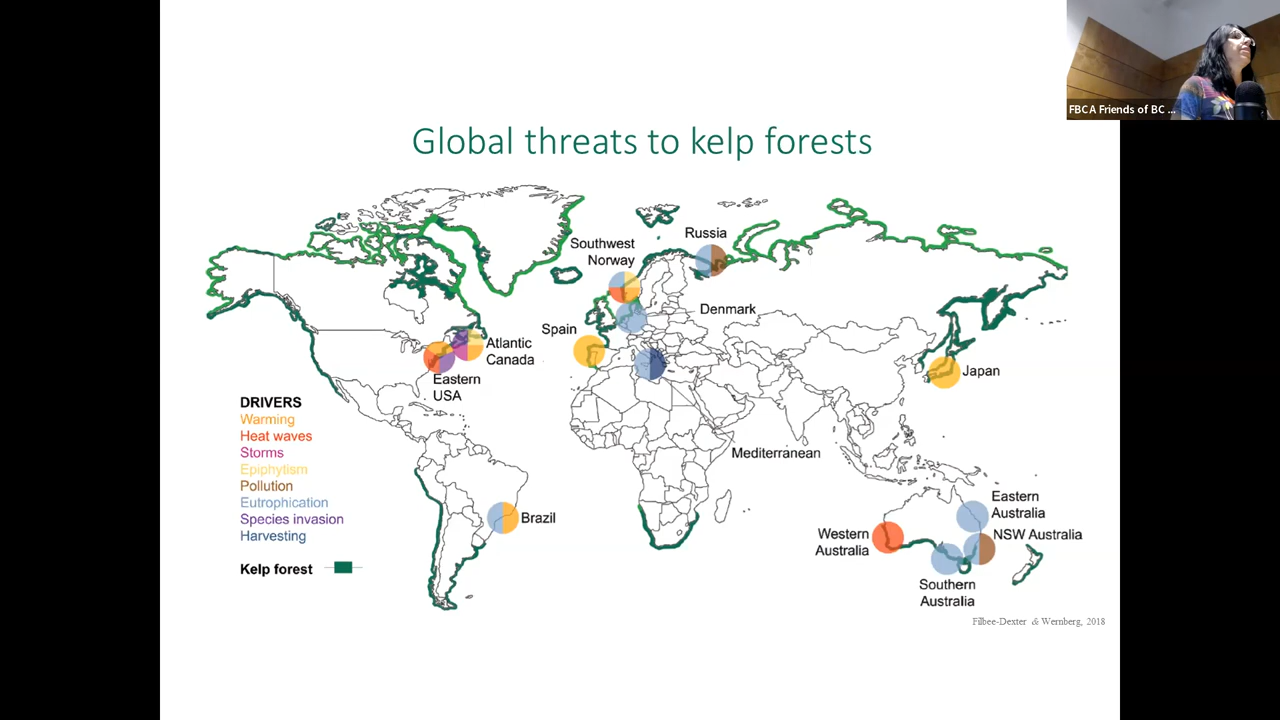 FBCA Friends of BC ...
Global threats to kelp forests
Russia
Southwest
Norway
Denmark
Spain
Atlantic
Canada
Eastern
USA
Japan
DRIVERS
Warming
Heat waves
Storms
Epiphytism
Pollution
Eutrophication
Species invasion
Harvesting
Kelp forest
Mediterranean
Brazil
Eastern
Australia
Western
Australia
NSW Australia
Southern
Australia
Filbee-Dexter & Wernberg, 2018